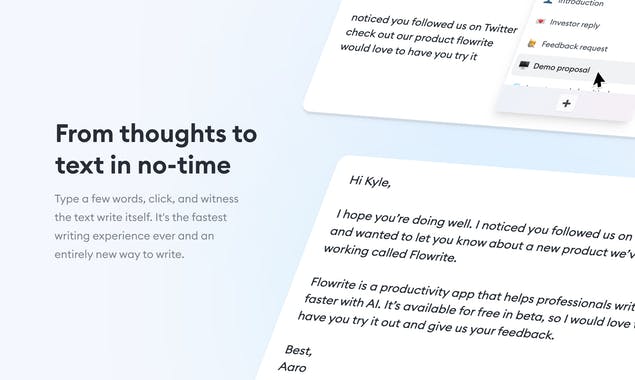 From thoughts to
text in no-time
Type a few words, click, and witness
the text write itself. It's the fastest
writing experience ever and an
entirely new way to write.
noticed you followed us on Twitter
check out our product flowrite
would love to have you try it
Introduction
Investor reply
Feedback request
Demo proposal
+
Hi Kyle,
I hope you're doing well. I noticed you followed us on
and wanted to let you know about a new product we've
working called Flowrite.
Flowrite is a productivity app that helps professionals
faster with AI. It's available for free in beta, so I would love
have you try it out and give us your feedback.
Best,
Aaro